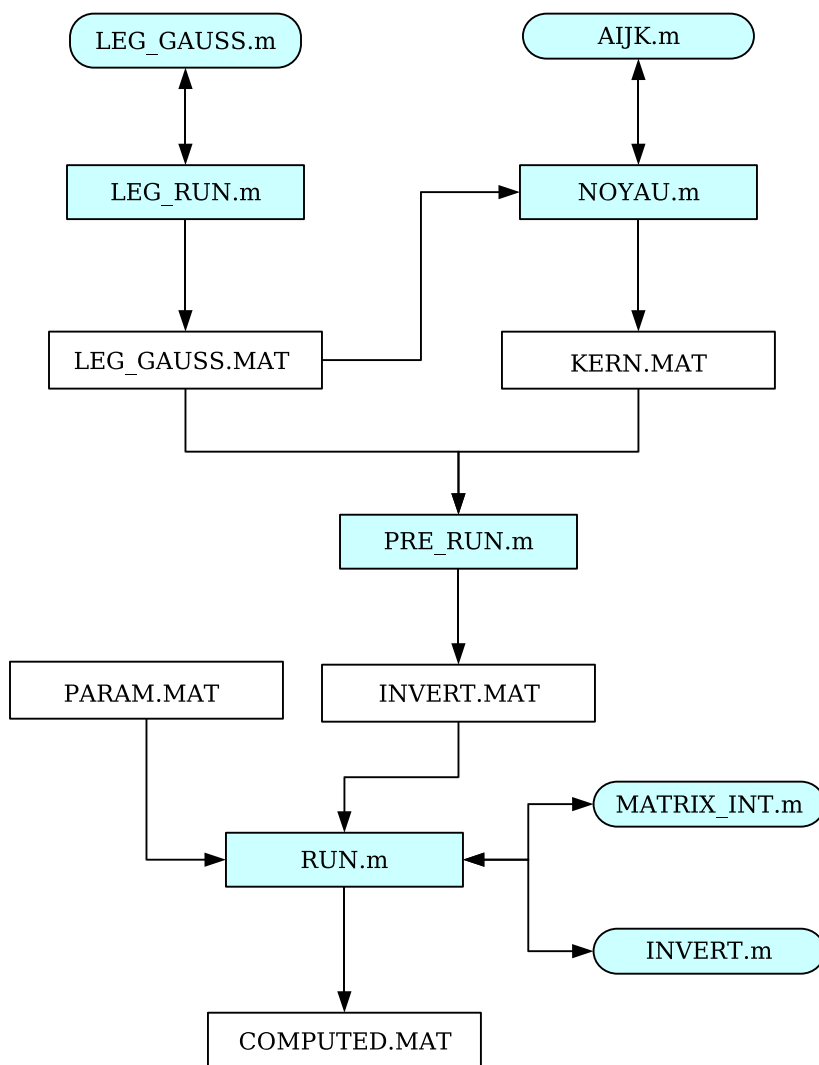 LEG_GAUSS.m
AIJK.m
LEG_RUN.m
NOYAU.m
LEG_GAUSS.MAT
KERN.MAT
PRE_RUN.m
PARAM.MAT
INVERT.MAT
MATRIX_INT.m
RUN.m
INVERT.m
COMPUTED.MAT